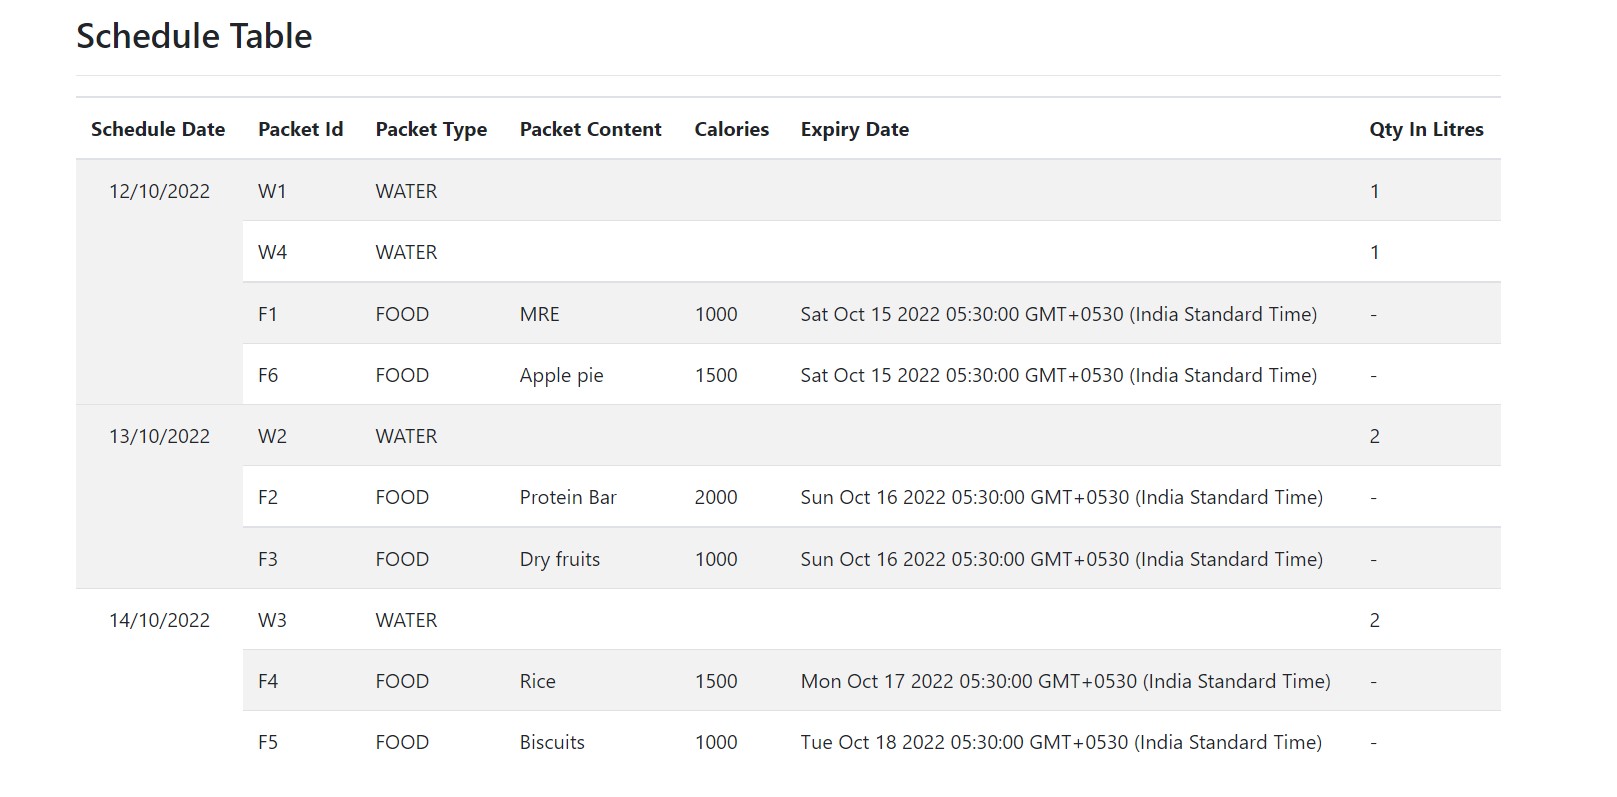 Schedule Table
Schedule Date Packet Id Packet Type Packet Content Calories Expiry Date Qty In Litres
12/10/2022 W1 WATER 1
W4 WATER 1
F1 FOOD MRE 1000 Sat Oct 15 2022 05:30:00 GMT+0530 (India Standard Time) -
F6 FOOD Apple pie 1500 Sat Oct 15 2022 05:30:00 GMT+0530 (India Standard Time) -
13/10/2022 W2 WATER 2
F2 FOOD Protein Bar 2000 Sun Oct 16 2022 05:30:00 GMT+0530 (India Standard Time) -
F3 FOOD Dry fruits 1000 Sun Oct 16 2022 05:30:00 GMT+0530 (India Standard Time) -
14/10/2022 W3 WATER 2
F4 FOOD Rice 1500 Mon Oct 17 2022 05:30:00 GMT+0530 (India Standard Time) -
F5 FOOD Biscuits 1000 Tue Oct 18 2022 05:30:00 GMT+0530 (India Standard Time) -